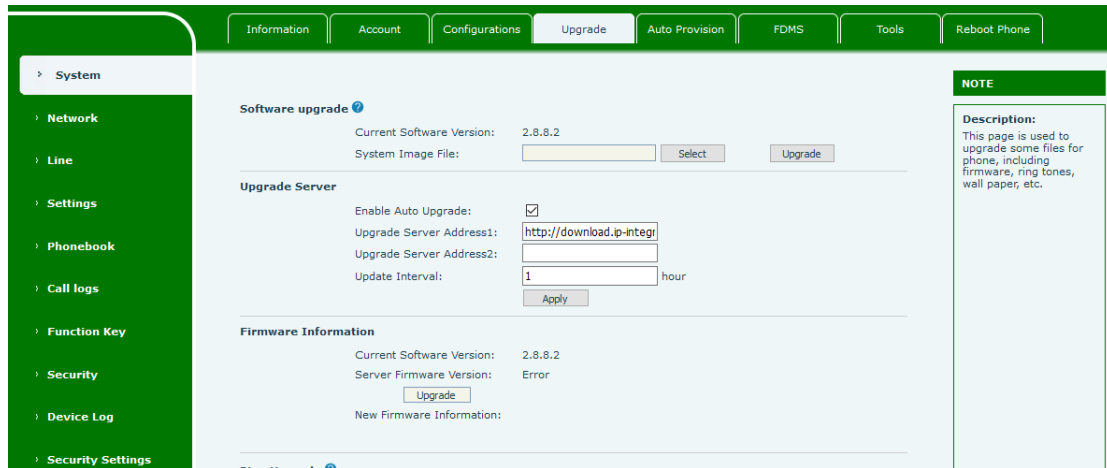 Information Account Configurations Upgrade Auto Provision FDMS Tools Reboot Phone
System
Network
Line
Settings
Phonebook
Call logs
Function Key
Security
Device Log
Security Settings
Software upgrade ?
Current Software Version: 2.8.8.2
System Image File: Select Upgrade
Upgrade Server
Enable Auto Upgrade:
Upgrade Server Address1: http://download.ip-integr
Upgrade Server Address2:
Update Interval: 1 hour
Apply
Firmware Information
Current Software Version: 2.8.8.2
Server Firmware Version: Error
Upgrade
New Firmware Information:
NOTE
Description:
This page is used to
upgrade some files for
phone, including
firmware, ring tones,
wall paper, etc.